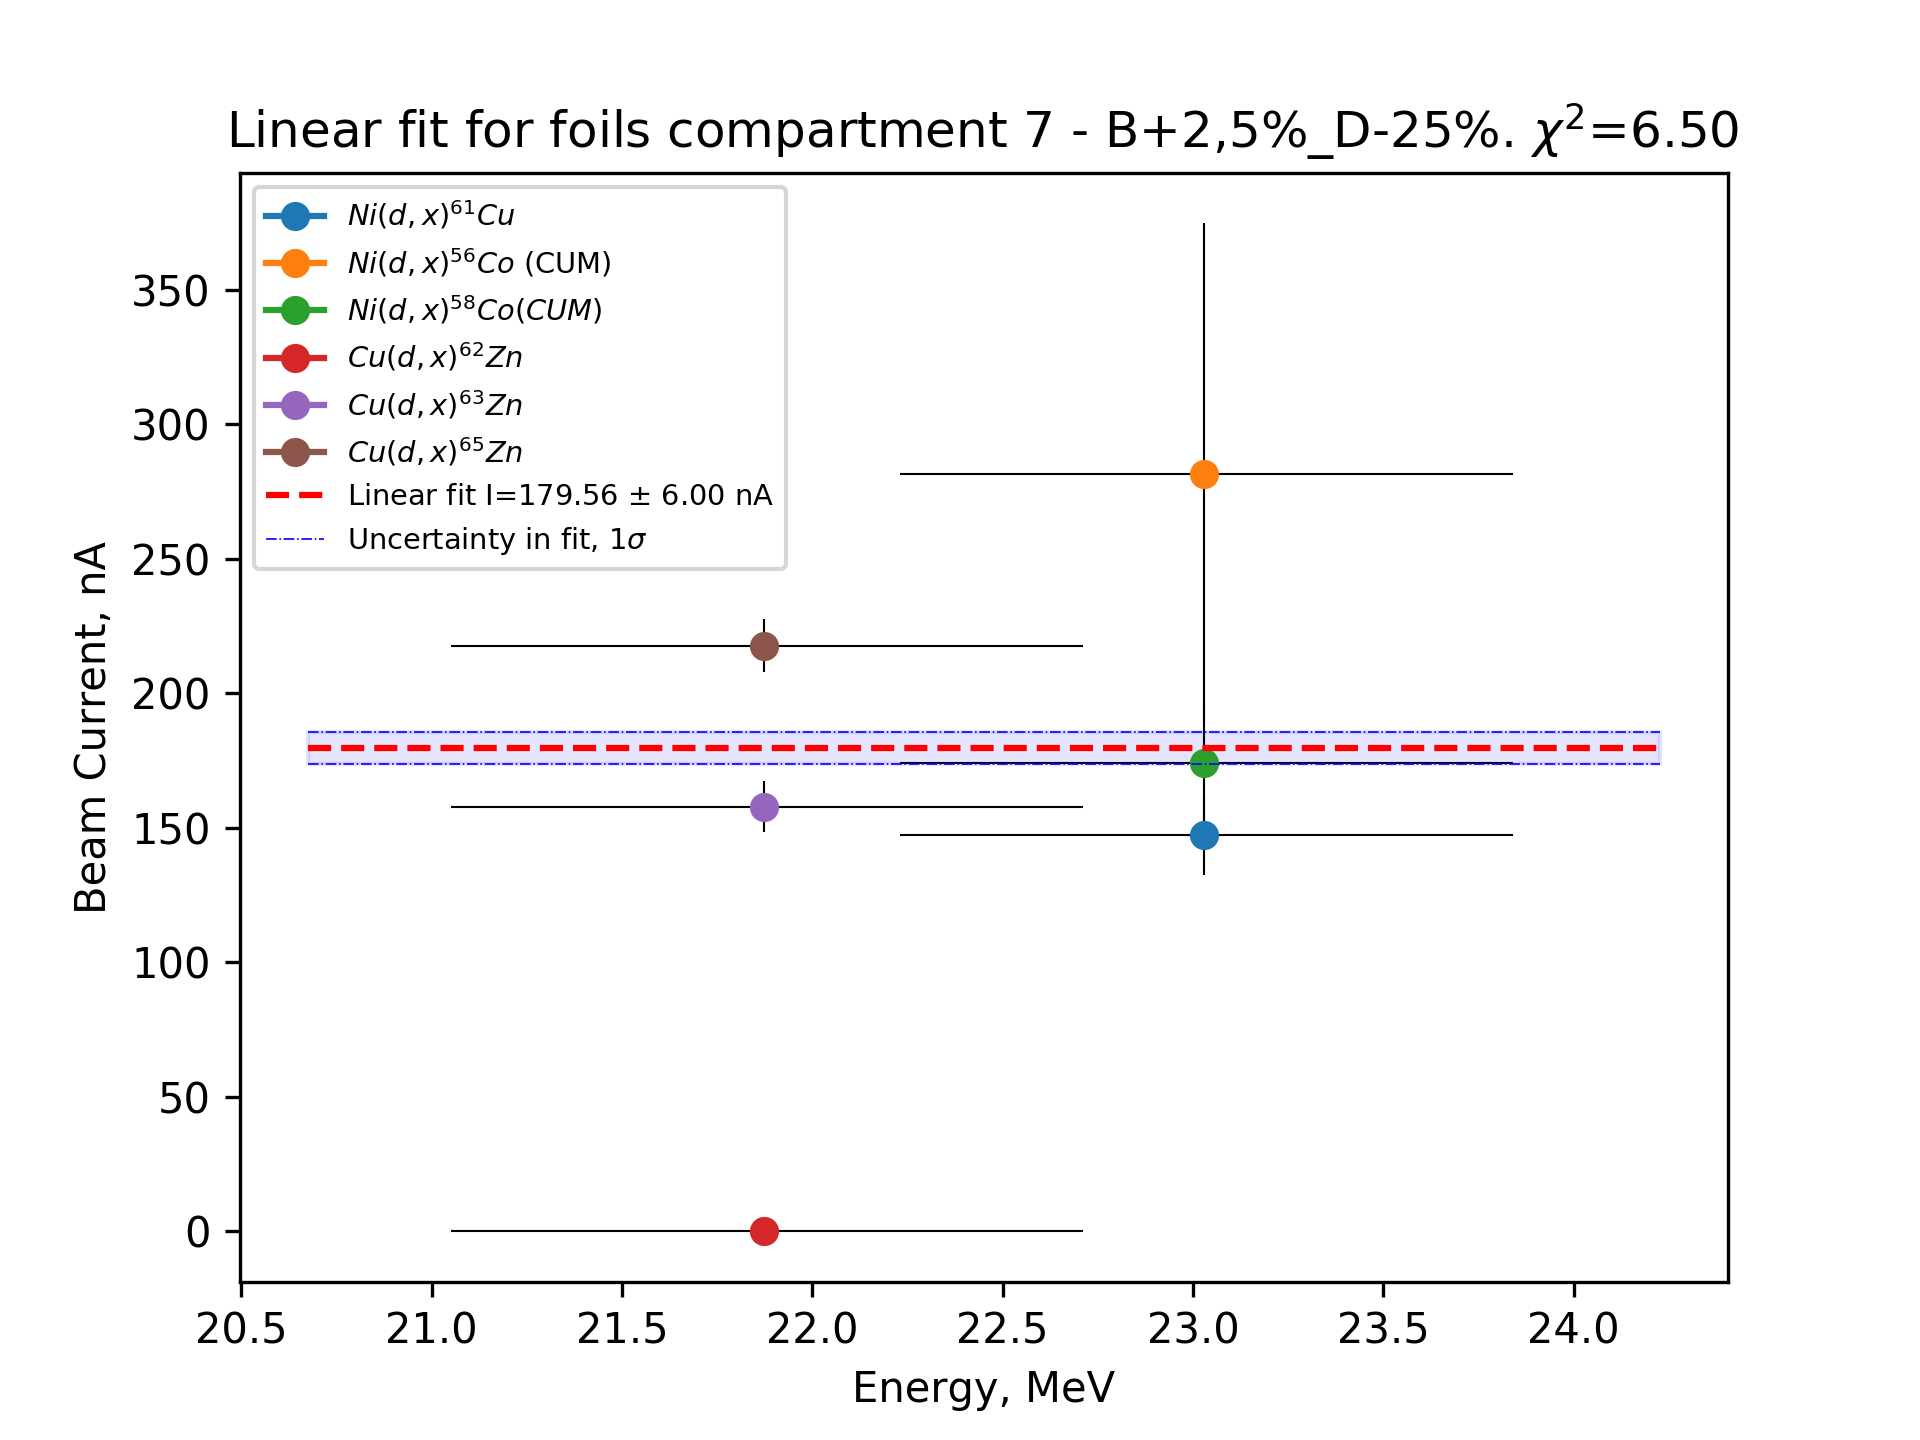 Linear fit for foils compartment 7 - B+2,5%_D-25%. χ²=6.50
Ni(d, x)⁶¹Cu
Ni(d, x)⁵⁶Co (CUM)
Ni(d, x)⁵⁸Co(CUM)
Cu(d, x)⁶²Zn
Cu(d, x)⁶³Zn
Cu(d, x)⁶⁵Zn
Linear fit I=179.56 ± 6.00 nA
Uncertainty in fit, 1σ
Beam Current, nA
350
300
250
200
150
100
50
0
20.5 21.0 21.5 22.0 22.5 23.0 23.5 24.0
Energy, MeV